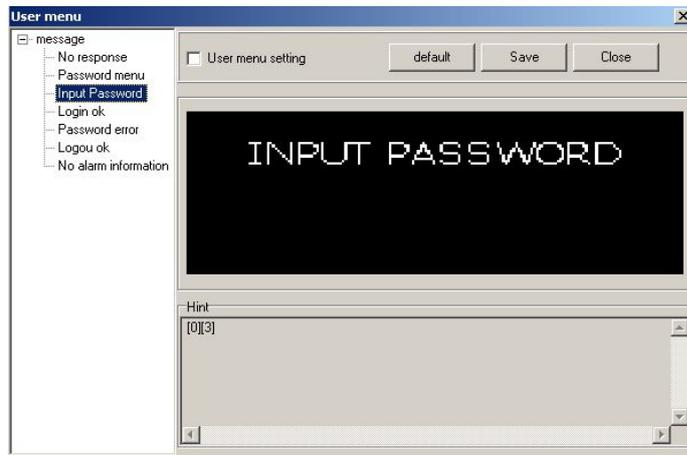 User menu
message
No response
Password menu
Input Password
Login ok
Password error
Logou ok
No alarm information
User menu setting
default
Save
Close
INPUT PASSWORD
Hint
[0][3]